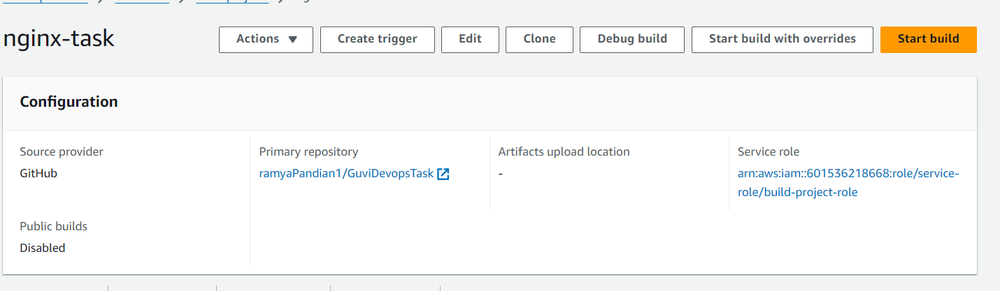 nginx-task
Actions
Create trigger
Edit
Clone
Debug build
Start build with overrides
Start build
Configuration
Source provider
GitHub
Primary repository
ramyaPandian1/GuviDevopsTask
Artifacts upload location
-
Service role
arn:aws:iam::601536218668:role/service-
role/build-project-role
Public builds
Disabled